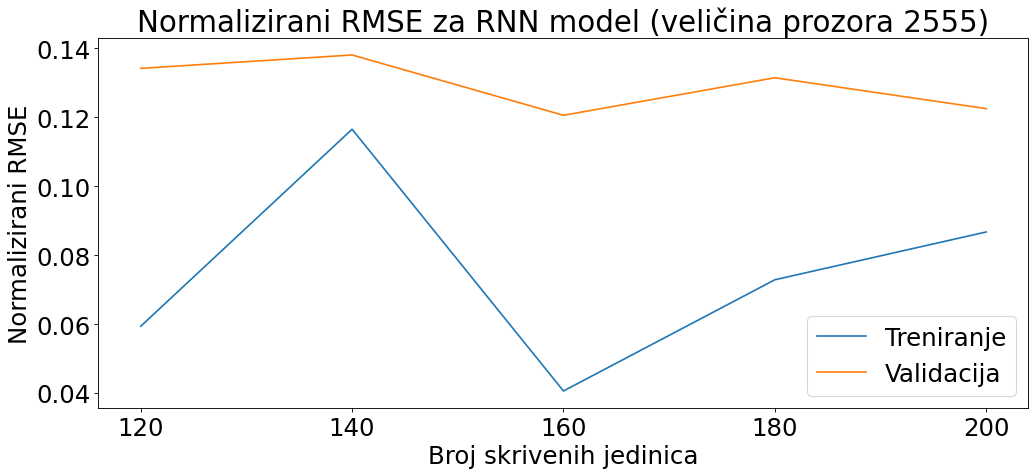 Normalizirani RMSE za RNN model (veličina prozora 2555)
Normalizirani RMSE
0.14
0.12
0.10
0.08
0.06
0.04
120 140 160 180 200
Broj skrivenih jedinica
Treniranje
Validacija